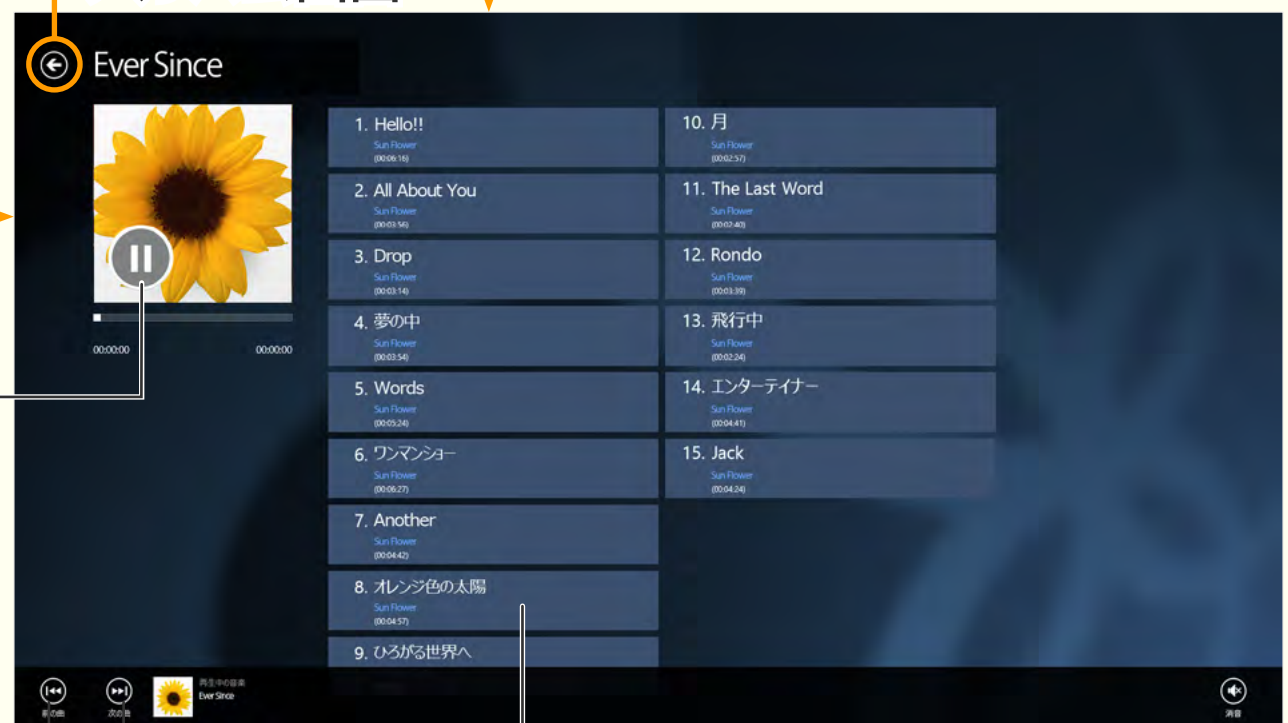 Ever Since
1. Hello!!
Sun Flower
(00:06:16)
2. All About You
Sun Flower
(00:03:56)
3. Drop
Sun Flower
(00:03:14)
4. 夢の中
Sun Flower
(00:03:54)
5. Words
Sun Flower
(00:05:24)
6. ワンマンショー
Sun Flower
(00:06:27)
7. Another
Sun Flower
(00:04:42)
8. オレンジ色の太陽
Sun Flower
(00:04:57)
9. ひろがる世界へ
10. 月
Sun Flower
(00:02:57)
11. The Last Word
Sun Flower
(00:02:40)
12. Rondo
Sun Flower
(00:03:39)
13. 飛行中
Sun Flower
(00:02:24)
14. エンターテイナー
Sun Flower
(00:04:41)
15. Jack
Sun Flower
(00:04:24)
00:00:00 00:00:00
前の曲
次の曲
再生中の音楽
Ever Since
消音